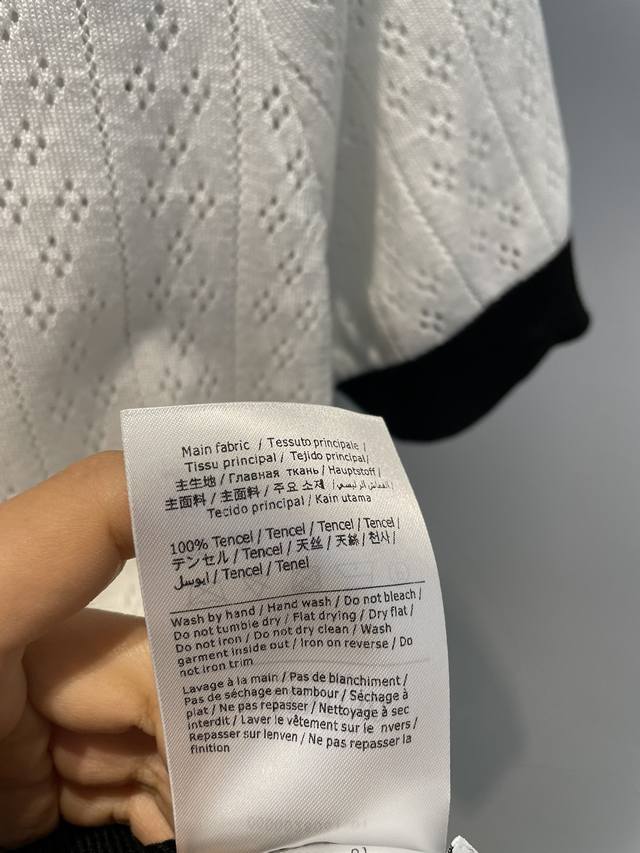 Main fabric / Tessuto principale /
Tissu principal / Tejido principal/
主生地 / Главная ткань / Hauptstoff /
主面料 / 主面料 / 주요 소재 / القماش الرئيسي /
Tecido principal / Kain utama
100% Tencel / Tencel / Tencel / Tencel /
テンセル / Tencel / 天丝 / 天絲 / 천사 /
ايوسل / Tencel / Tenel
Wash by hand / Hand wash / Do not bleach /
Do not tumble dry / Flat drying / Dry flat /
Do not iron / Do not dry clean / Wash
garment inside out / Iron on reverse / Do
not iron trim
Lavage à la main / Pas de blanchiment /
Pas de séchage en tambour / Séchage à
plat / Ne pas repasser / Nettoyage à sec
interdit / Laver le vêtement sur le nvers /
Repasser sur lenven / Ne pas repasser la
finition